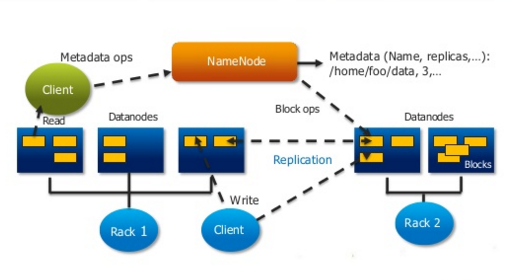 Metadata ops
NameNode
Metadata (Name, replicas,...):
/home/foo/data, 3,...
Client
Block ops
Read
Datanodes
Datanodes
Replication
Blocks
Write
Rack 1
Client
Rack 2